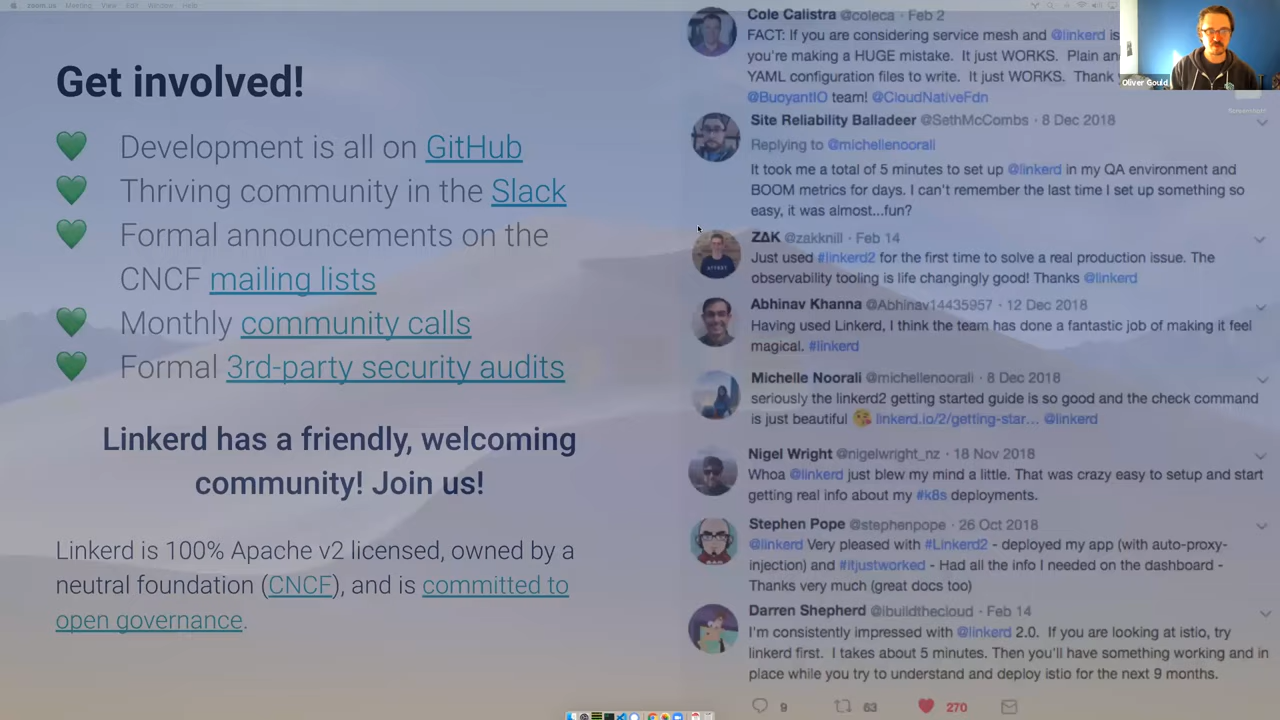 zoom.us Meeting View Edit Window Help
Get involved!
Development is all on GitHub
Thriving community in the Slack
Formal announcements on the
CNCF mailing lists
Monthly community calls
Formal 3rd-party security audits
Linkerd has a friendly, welcoming
community! Join us!
Linkerd is 100% Apache v2 licensed, owned by a
neutral foundation (CNCF), and is committed to
open governance.
Cole Calistra @coleca · Feb 2
FACT: If you are considering service mesh and @linkerd is
you're making a HUGE mistake. It just WORKS. Plain an
YAML configuration files to write. It just WORKS. Thank
@BuoyantIO team! @CloudNativeFdn
Site Reliability Balladeer @SethMcCombs · 8 Dec 2018
Replying to @michellenoorali
It took me a total of 5 minutes to set up @linkerd in my QA environment and
BOOM metrics for days. I can't remember the last time I set up something so
easy, it was almost...fun?
ZΔK @zakknill · Feb 14
Just used #linkerd2 for the first time to solve a real production issue. The
observability tooling is life changingly good! Thanks @linkerd
Abhinav Khanna @Abhinav14435957 · 12 Dec 2018
Having used Linkerd, I think the team has done a fantastic job of making it feel
magical. #linkerd
Michelle Noorali @michellenoorali · 8 Dec 2018
seriously the linkerd2 getting started guide is so good and the check command
is just beautiful 😘 linkerd.io/2/getting-star... @linkerd
Nigel Wright @nigelwright_nz · 18 Nov 2018
Whoa @linkerd just blew my mind a little. That was crazy easy to setup and start
getting real info about my #k8s deployments.
Stephen Pope @stephenpope · 26 Oct 2018
@linkerd Very pleased with #Linkerd2 - deployed my app (with auto-proxy-
injection) and #itjustworked - Had all the info I needed on the dashboard -
Thanks very much (great docs too)
Darren Shepherd @ibuildthecloud · Feb 14
I'm consistently impressed with @linkerd 2.0. If you are looking at istio, try
linkerd first. I takes about 5 minutes. Then you'll have something working and in
place while you try to understand and deploy istio for the next 9 months.
9 63 270
Oliver Gould